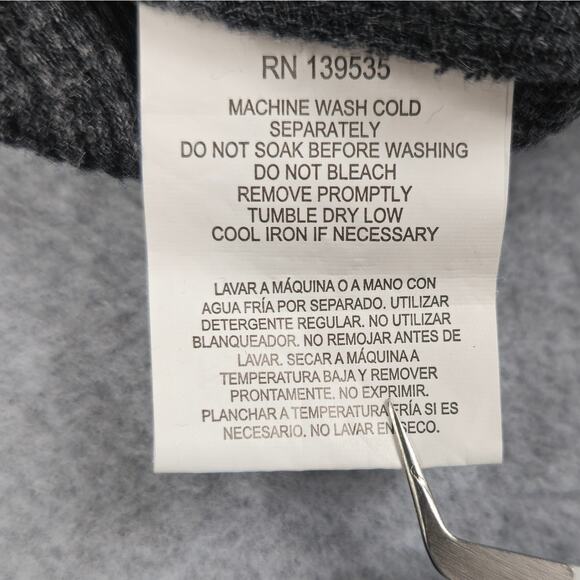 RN 139535
MACHINE WASH COLD
SEPARATELY
DO NOT SOAK BEFORE WASHING
DO NOT BLEACH
REMOVE PROMPTLY
TUMBLE DRY LOW
COOL IRON IF NECESSARY
LAVAR A MÁQUINA O A MANO CON
AGUA FRÍA POR SEPARADO. UTILIZAR
DETERGENTE REGULAR. NO UTILIZAR
BLANQUEADOR. NO REMOJAR ANTES DE
LAVAR. SECAR A MÁQUINA A
TEMPERATURA BAJA Y REMOVER
PRONTAMENTE. NO EXPRIMIR.
PLANCHAR A TEMPERATURA FRÍA SI ES
NECESARIO. NO LAVAR EN SECO.